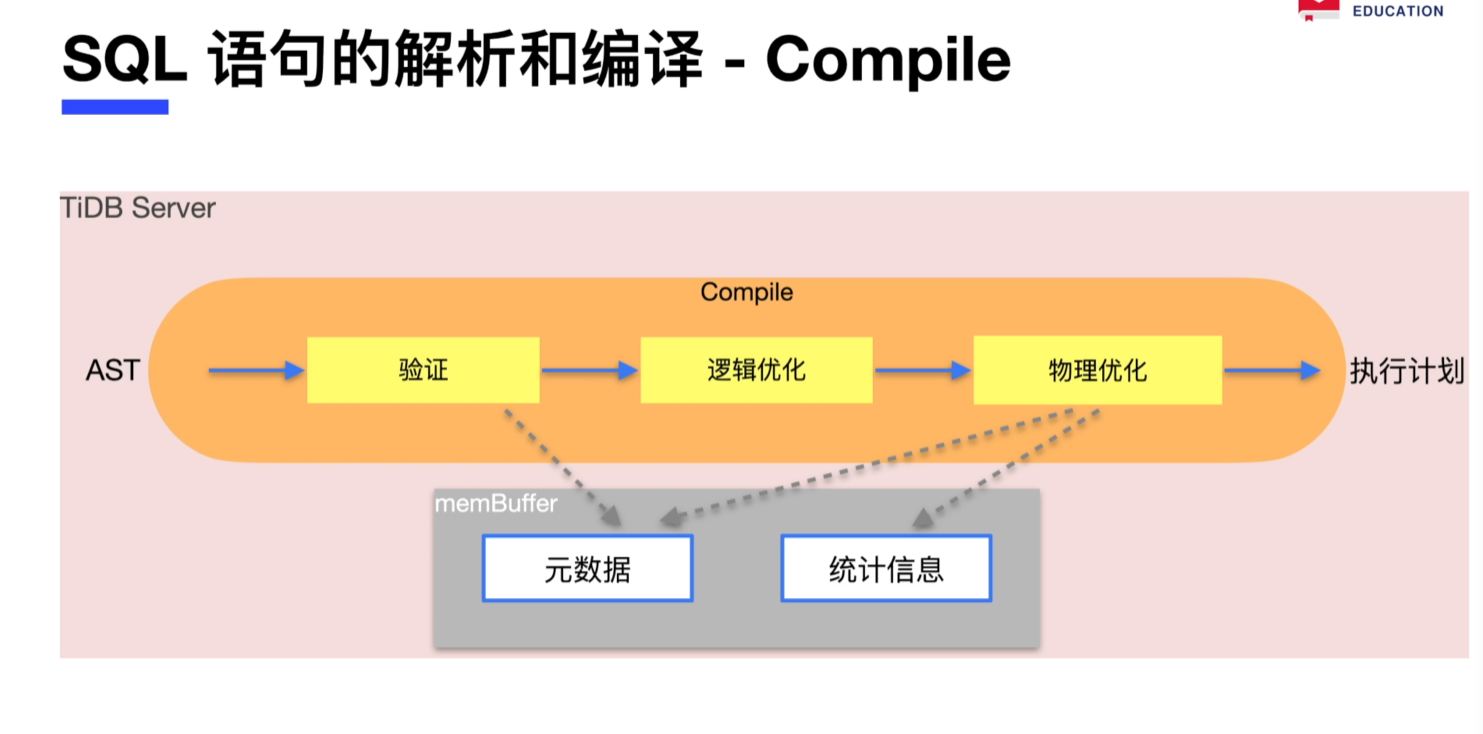 EDUCATION
SQL 语句的解析和编译 - Compile
TiDB Server
Compile
AST
验证
逻辑优化
物理优化
执行计划
memBuffer
元数据
统计信息